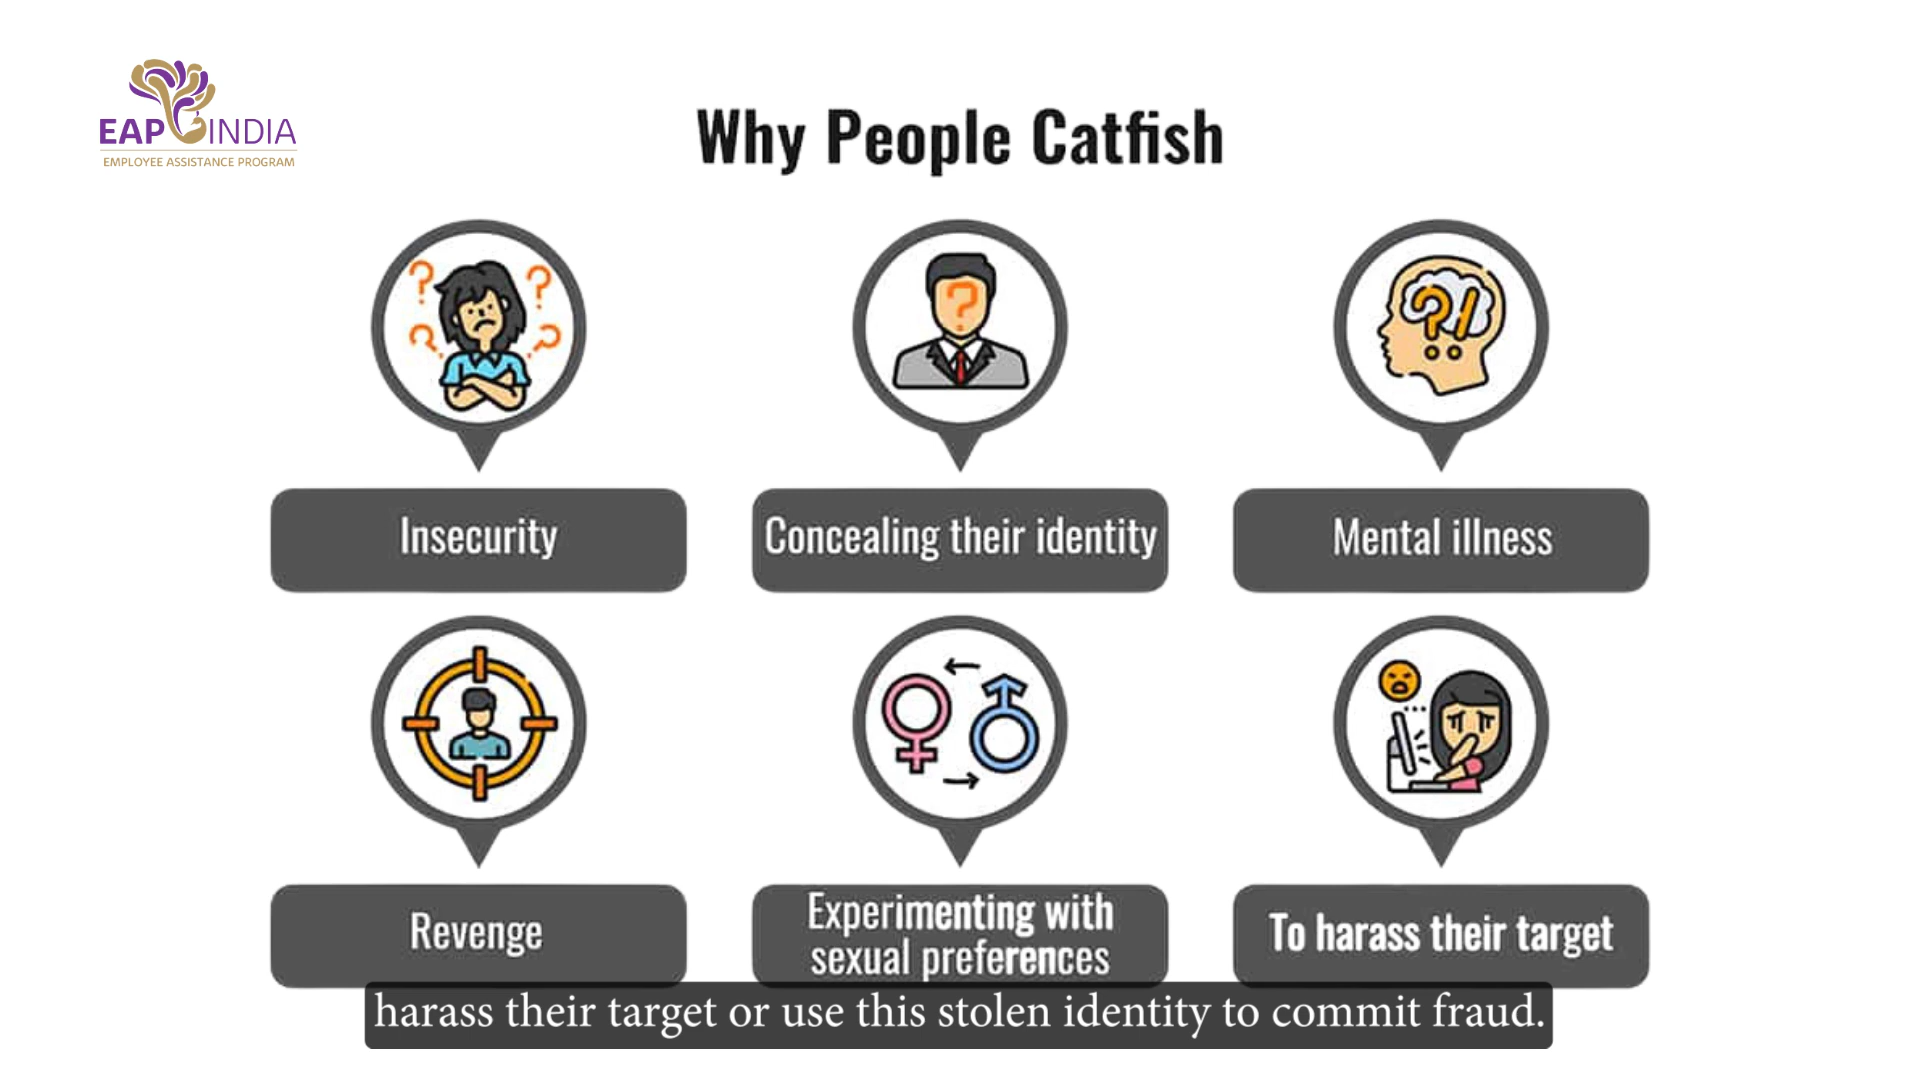 EAP INDIA
EMPLOYEE ASSISTANCE PROGRAM
Why People Catfish
Insecurity
Concealing their identity
Mental illness
Revenge
Experimenting with
sexual preferences
To harass their target
harass their target or use this stolen identity to commit fraud.